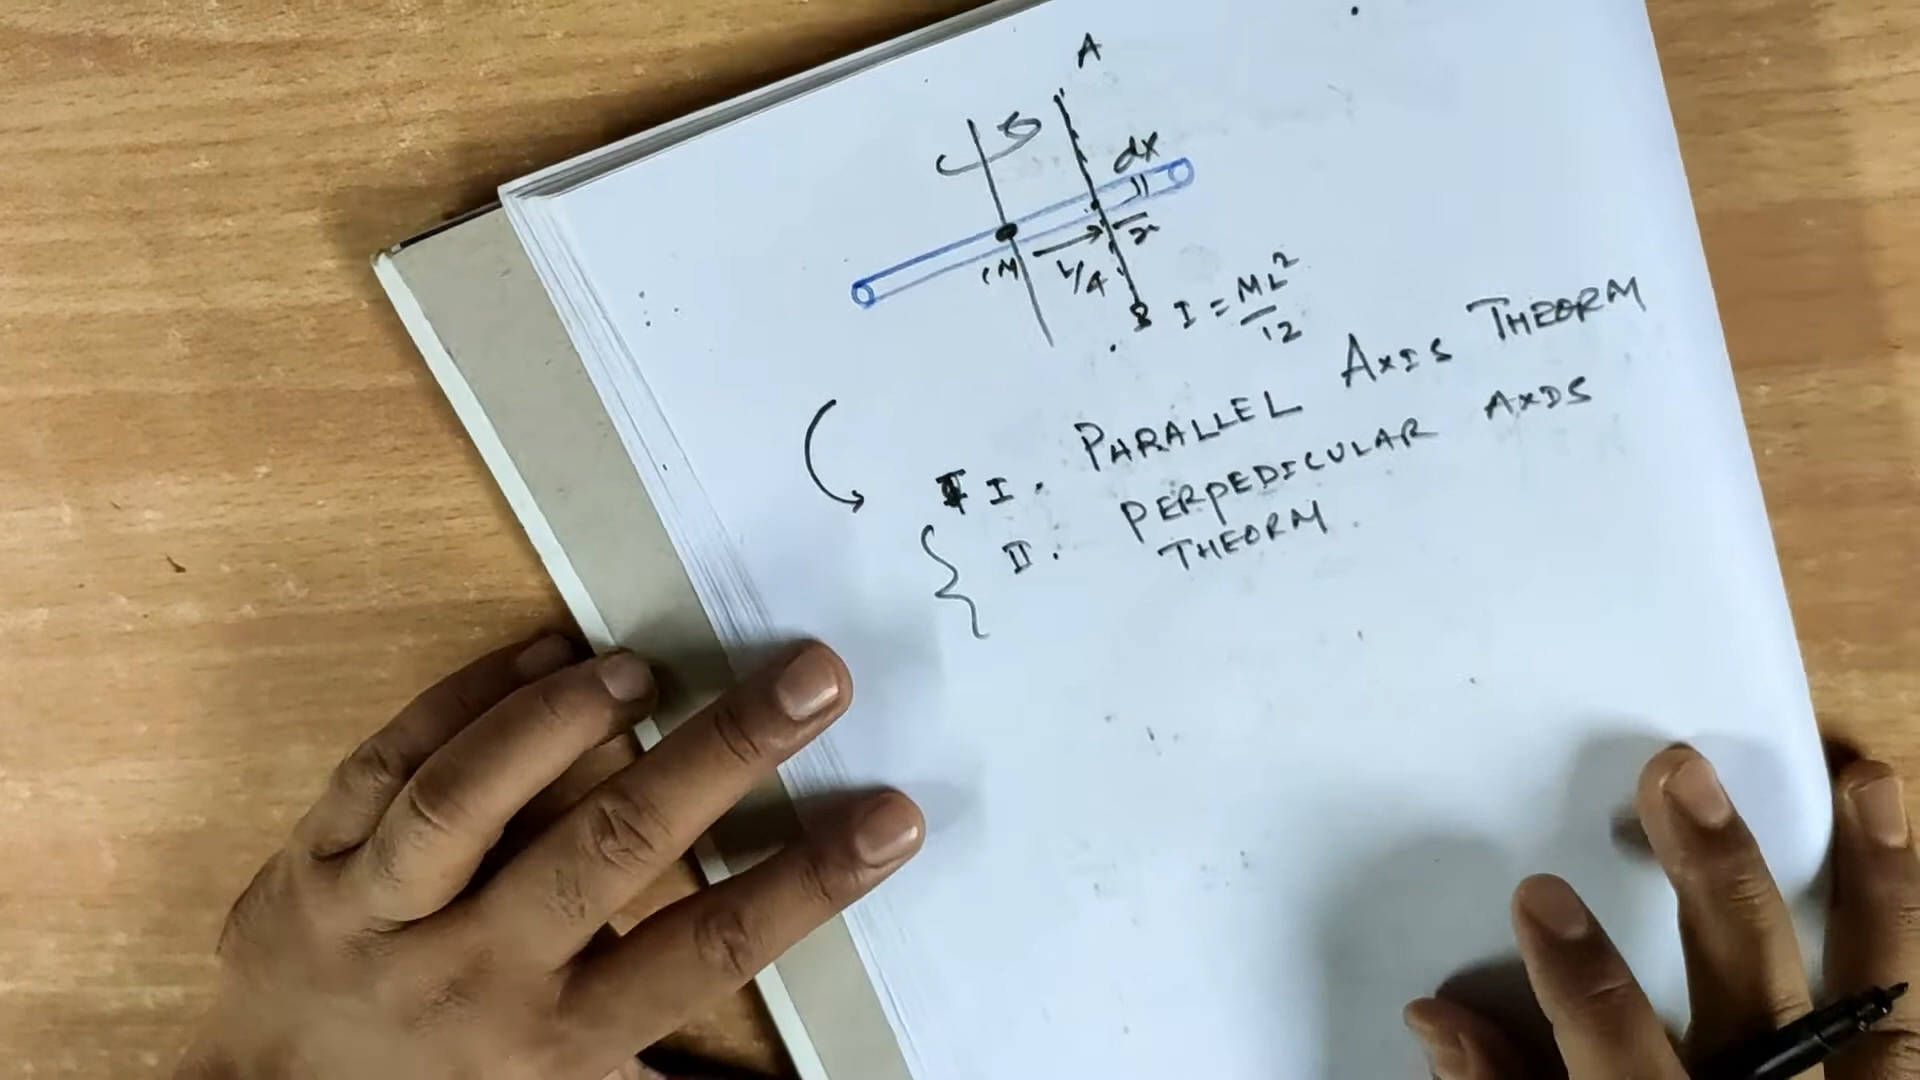 A
dx
x
CM
L/4
B
I = ML²/12
I. PARALLEL AXIS THEORM
II. PERPEDICULAR AXIS
THEORM.